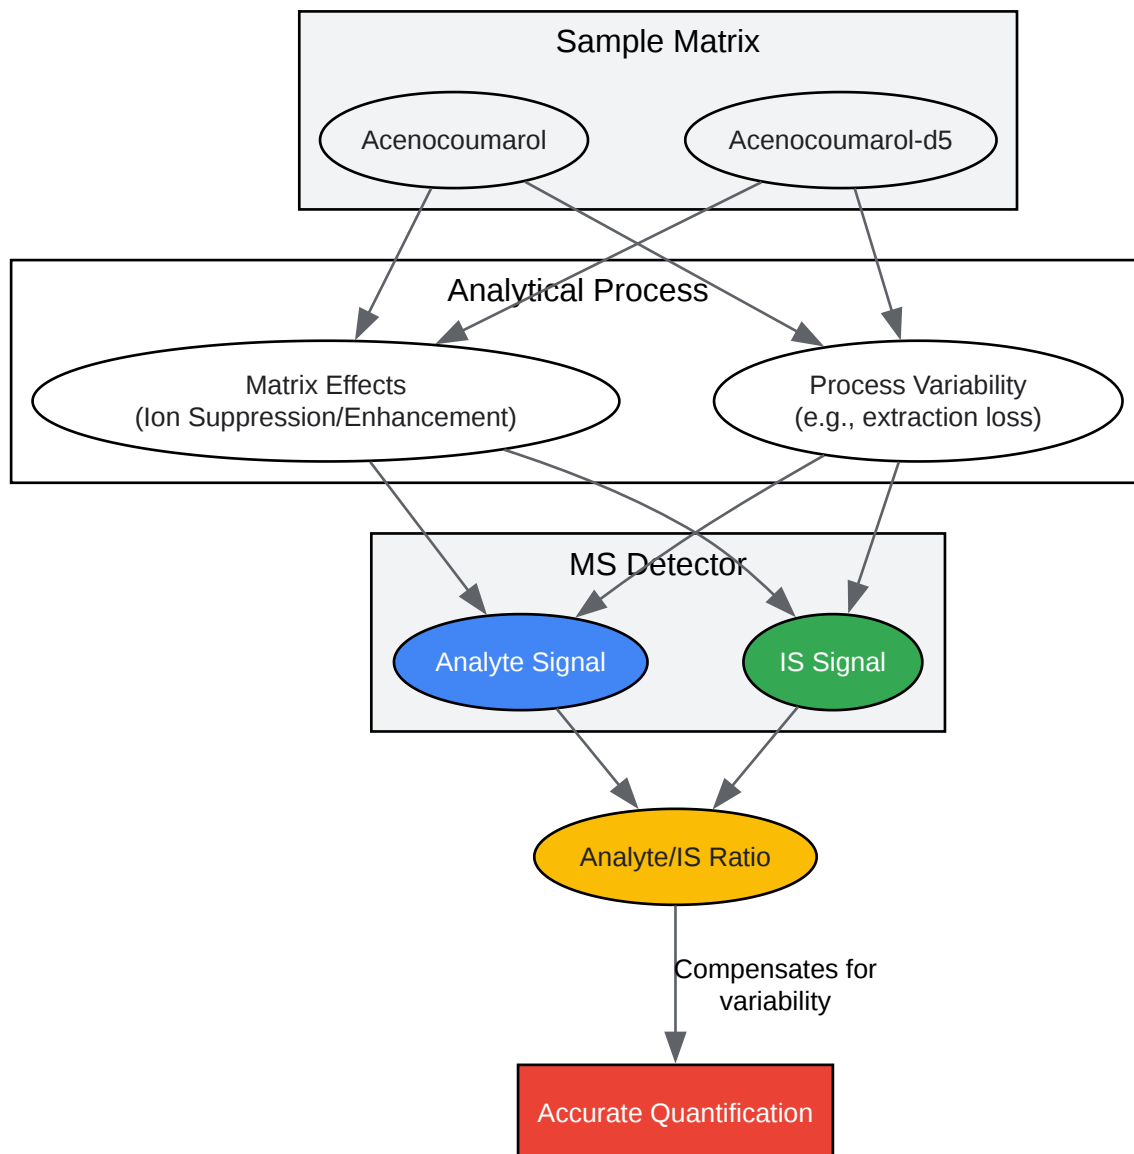 Sample Matrix
Acenocoumarol
Acenocoumarol-d5
Analytical Process
Matrix Effects
(Ion Suppression/Enhancement)
Process Variability
(e.g., extraction loss)
MS Detector
Analyte Signal
IS Signal
Analyte/IS Ratio
Compensates for
variability
Accurate Quantification